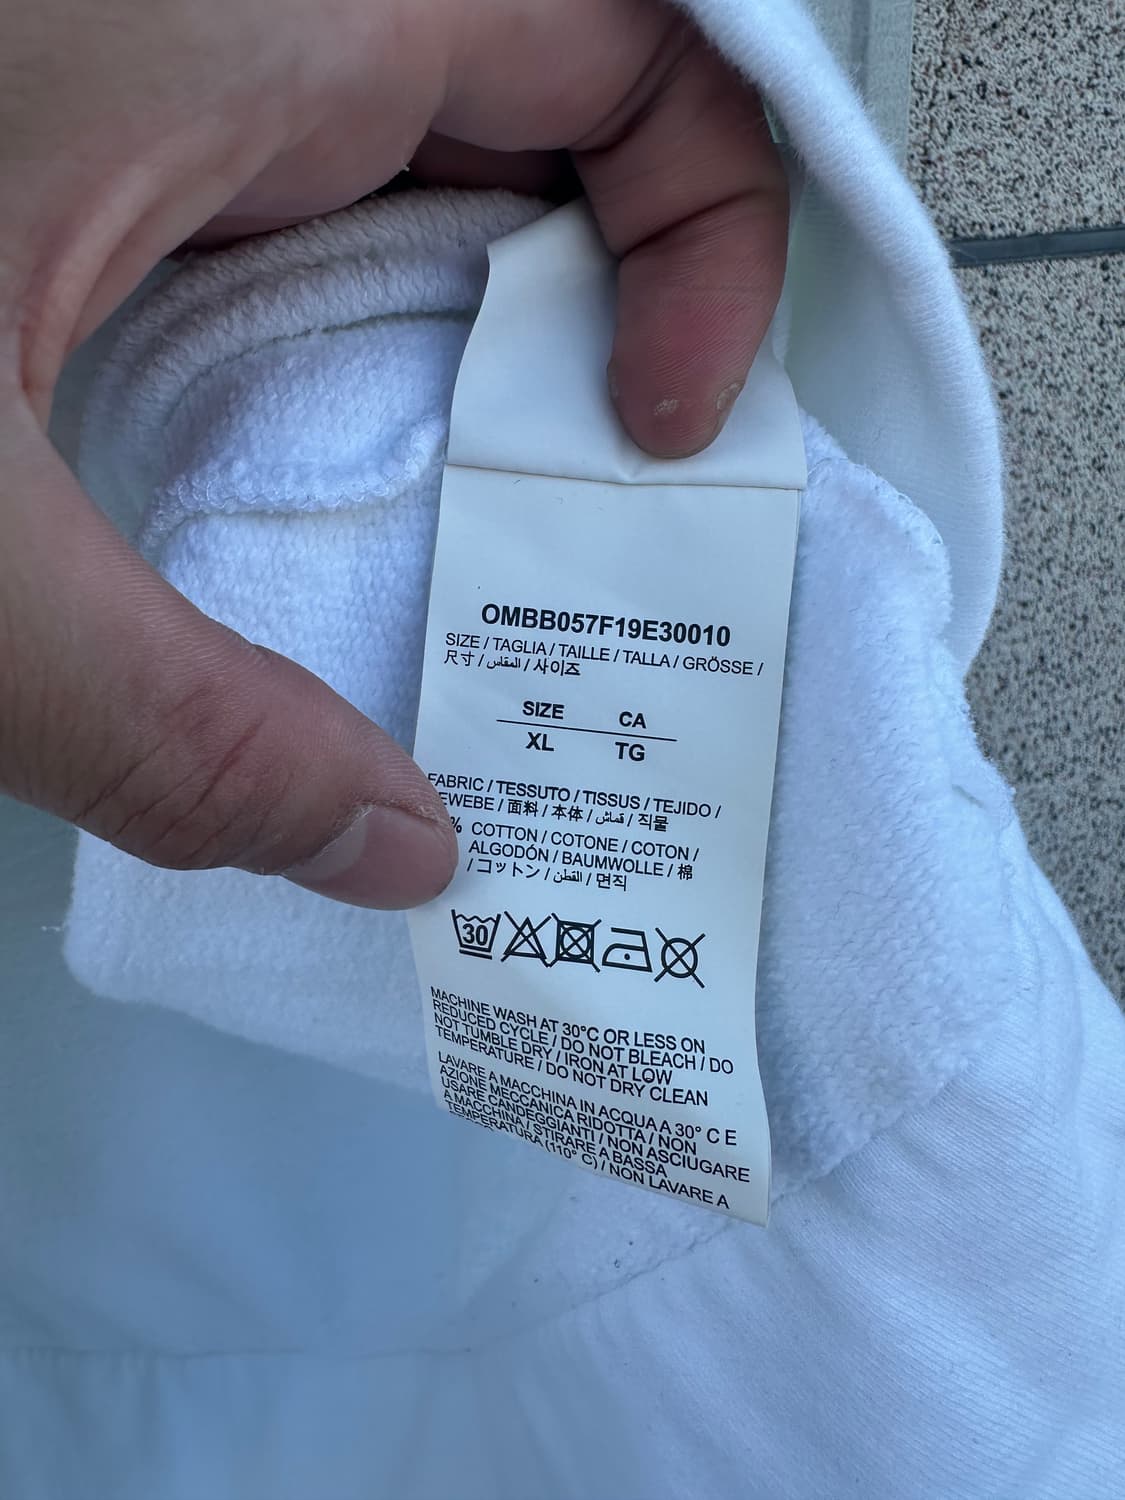 OMBB057F19E30010
SIZE / TAGLIA / TAILLE / TALLA / GRÖSSE /
尺寸 / المقاس / 사이즈
SIZE CA
XL TG
FABRIC / TESSUTO / TISSUS / TEJIDO /
EWEBE / 面料 / 本体 / قماش / 직물
% COTTON / COTONE / COTON /
ALGODÓN / BAUMWOLLE / 棉
/ コットン / القطن / 면직
30
MACHINE WASH AT 30°C OR LESS ON
REDUCED CYCLE / DO NOT BLEACH / DO
NOT TUMBLE DRY / IRON AT LOW
TEMPERATURE / DO NOT DRY CLEAN
LAVARE A MACCHINA IN ACQUA A 30° C E
AZIONE MECCANICA RIDOTTA / NON
USARE CANDEGGIANTI / NON ASCIUGARE
A MACCHINA / STIRARE A BASSA
TEMPERATURA (110° C) / NON LAVARE A